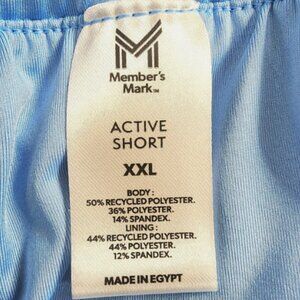 M
Member's
Mark™
ACTIVE
SHORT
XXL
BODY:
50% RECYCLED POLYESTER.
36% POLYESTER.
14% SPANDEX.
LINING:
44% RECYCLED POLYESTER.
44% POLYESTER.
12% SPANDEX.
MADE IN EGYPT